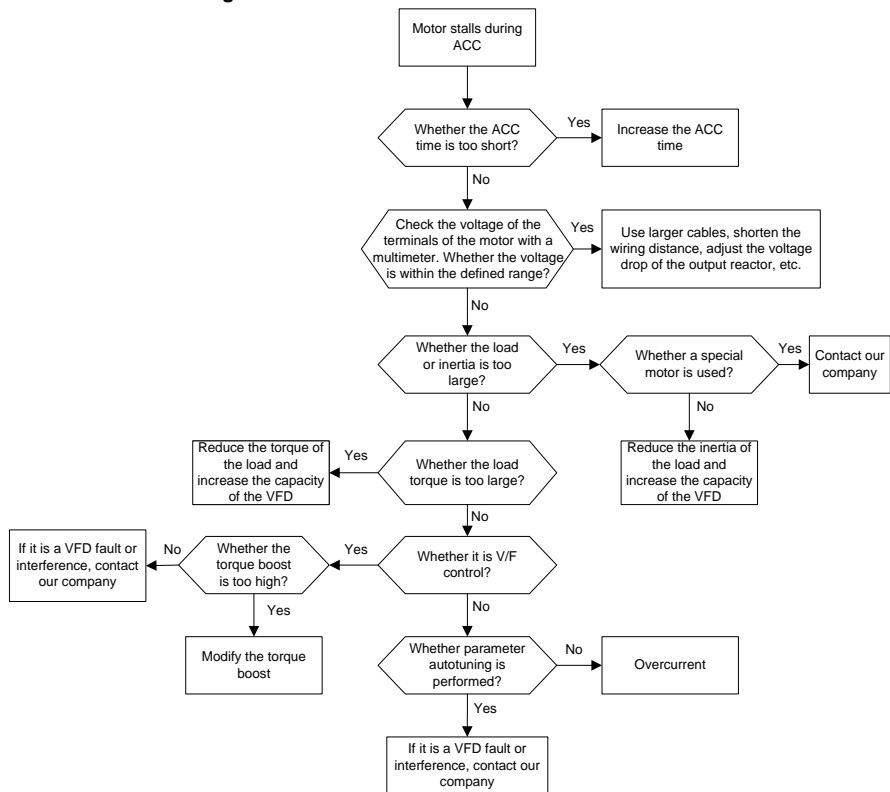 Motor stalls during
ACC
Whether the ACC
time is too short?
Yes
Increase the ACC
time
No
Check the voltage of the
terminals of the motor with a
multimeter. Whether the voltage
is within the defined range?
Yes
Use larger cables, shorten the
wiring distance, adjust the voltage
drop of the output reactor, etc.
No
Whether the load
or inertia is too
large?
Yes
Whether a special
motor is used?
Yes
Contact our
company
No
No
Reduce the torque of
the load and
increase the capacity
of the VFD
Yes
Whether the load
torque is too large?
Reduce the inertia of
the load and
increase the capacity
of the VFD
No
If it is a VFD fault or
interference, contact
our company
No
Whether the
torque boost
is too high?
Yes
Whether it is V/F
control?
Yes
No
Modify the torque
boost
Whether parameter
autotuning is
performed?
No
Overcurrent
Yes
If it is a VFD fault or
interference, contact our
company